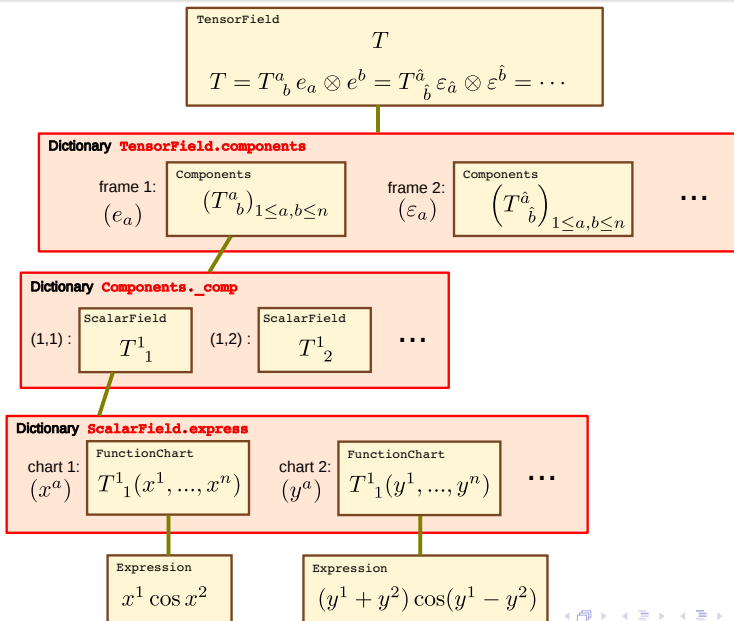 TensorField
T
T = T^a_b e_a ⊗ e^b = T^â_b̂ ε_â ⊗ ε^b̂ = ⋯
Dictionary TensorField.components
frame 1: (e_a)
Components
(T^a_b)_{1≤a,b≤n}
frame 2: (ε_a)
Components
(T^â_b̂)_{1≤a,b≤n}
...
Dictionary Components._comp
(1,1) :
ScalarField
T^1_1
(1,2) :
ScalarField
T^1_2
...
Dictionary ScalarField.express
chart 1: (x^a)
FunctionChart
T^1_1(x^1, ..., x^n)
chart 2: (y^a)
FunctionChart
T^1_1(y^1, ..., y^n)
...
Expression
x^1 cos x^2
Expression
(y^1 + y^2) cos(y^1 − y^2)